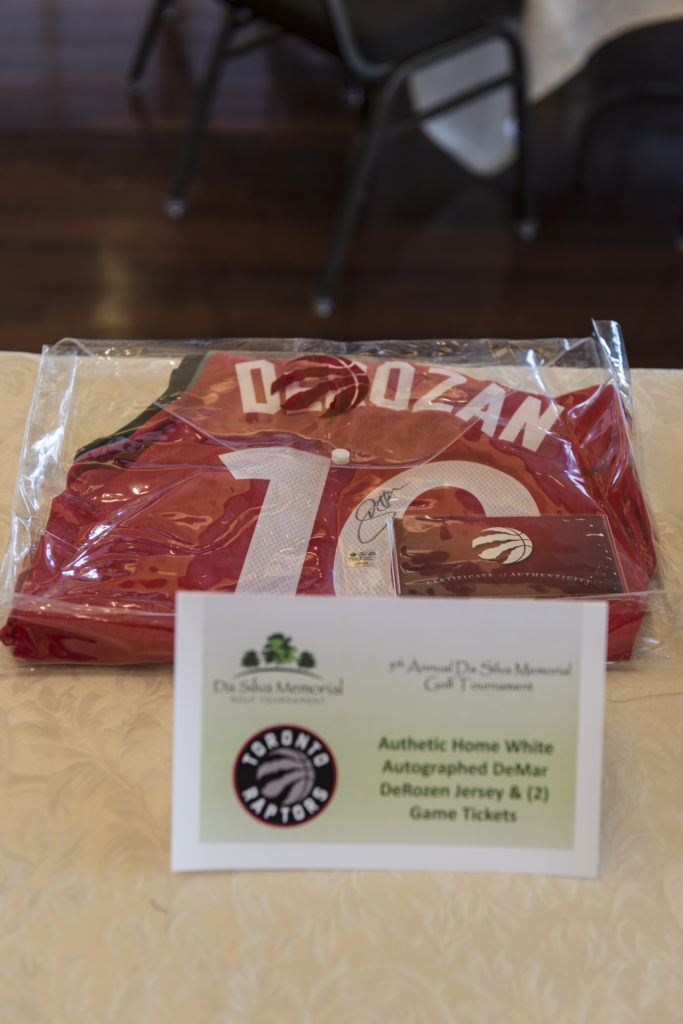 DEROZAN
10
CERTIFICATE of AUTHENTICITY
Da Silva Memorial
GOLF TOURNAMENT
5th Annual Da Silva Memorial
Golf Tournament
TORONTO
RAPTORS
Authetic Home White
Autographed DeMar
DeRozen Jersey & (2)
Game Tickets